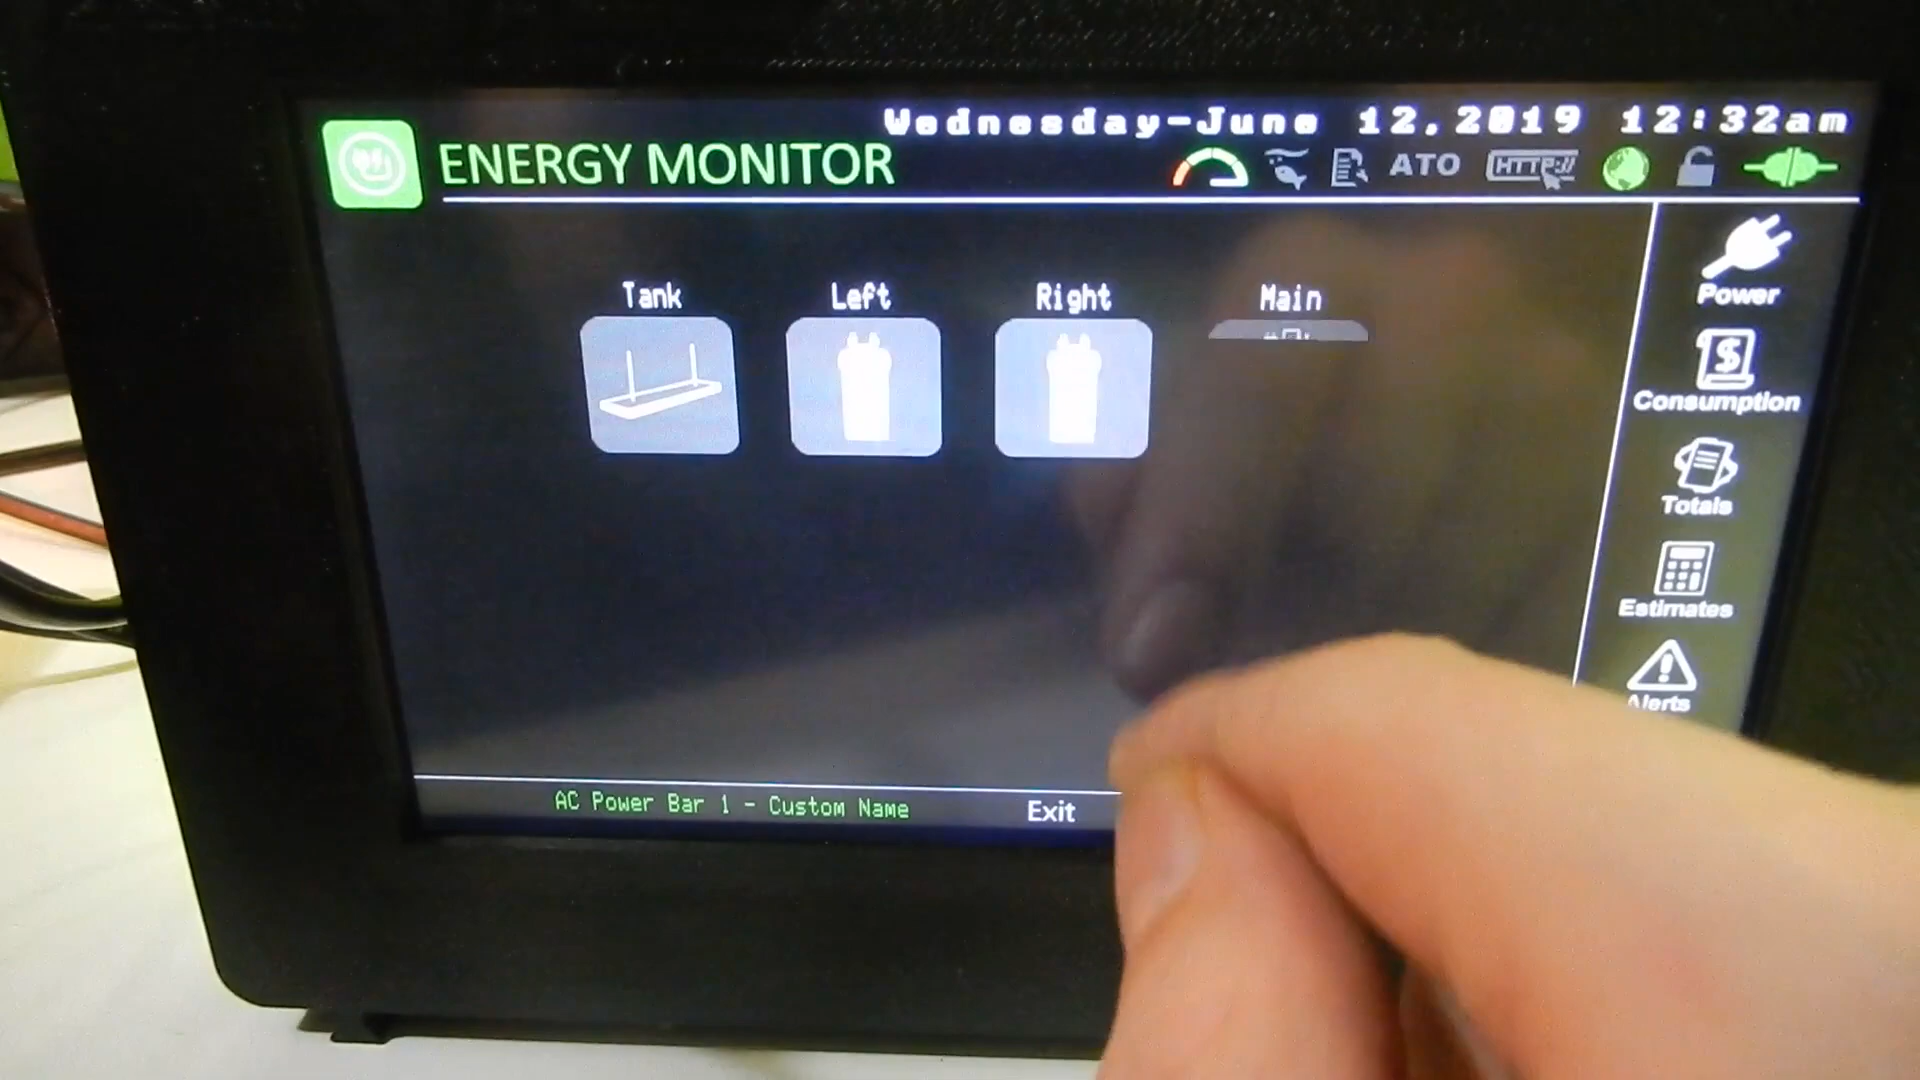 Wednesday-June 12,2019 12:32am
ENERGY MONITOR
ATO
HTTP://
Tank
Left
Right
Main
Power
$
Consumption
Totals
Estimates
Alerts
AC Power Bar 1 - Custom Name
Exit